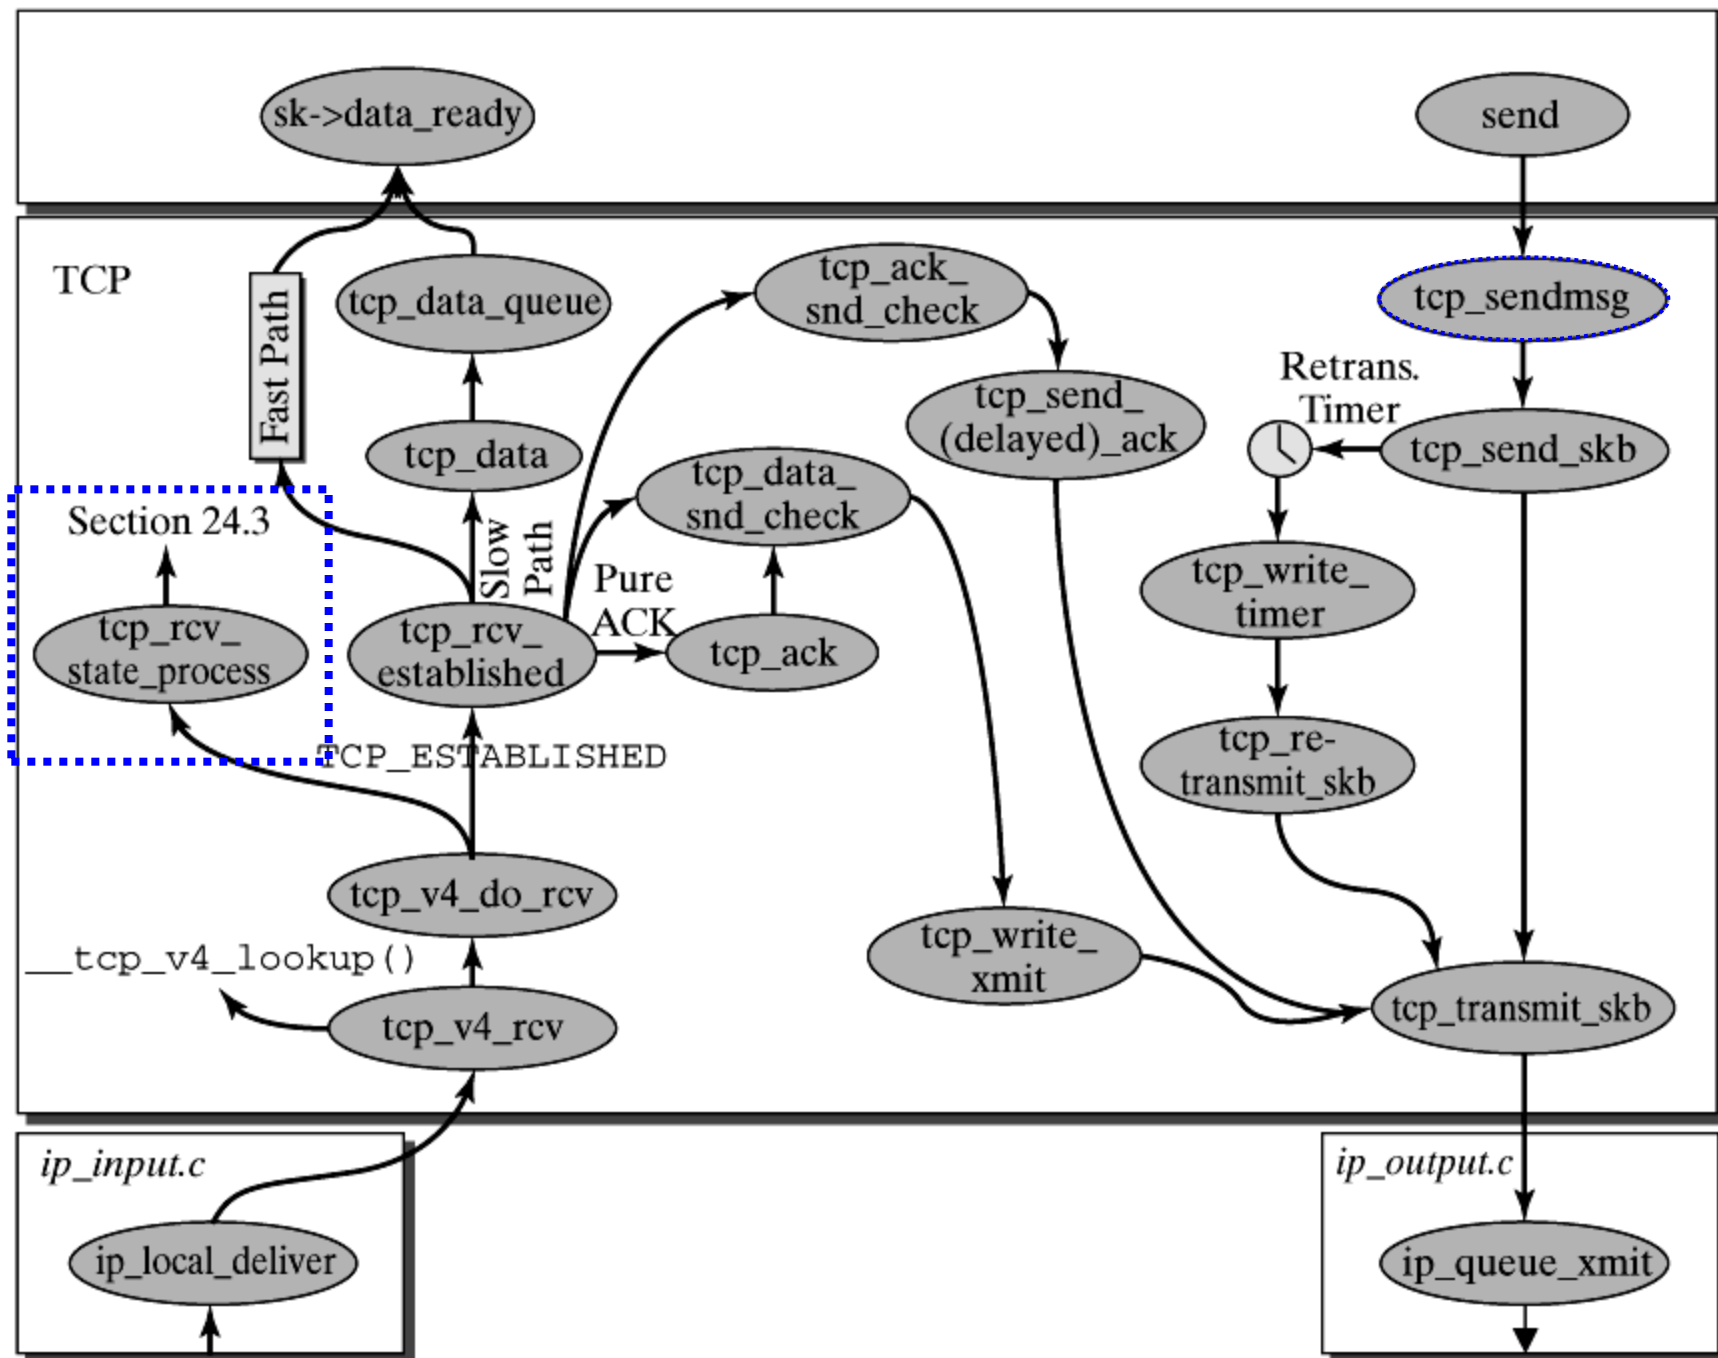 sk->data_ready
send
TCP
Fast Path
tcp_data_queue
tcp_ack_
snd_check
tcp_sendmsg
Retrans.
Timer
tcp_send_
(delayed)_ack
tcp_data
tcp_send_skb
tcp_data_
snd_check
Section 24.3
Slow
Path
Pure
ACK
tcp_write_
timer
tcp_rcv_
state_process
tcp_rcv_
established
tcp_ack
TCP_ESTABLISHED
tcp_re-
transmit_skb
tcp_v4_do_rcv
__tcp_v4_lookup()
tcp_write_
xmit
tcp_v4_rcv
tcp_transmit_skb
ip_input.c
ip_output.c
ip_local_deliver
ip_queue_xmit